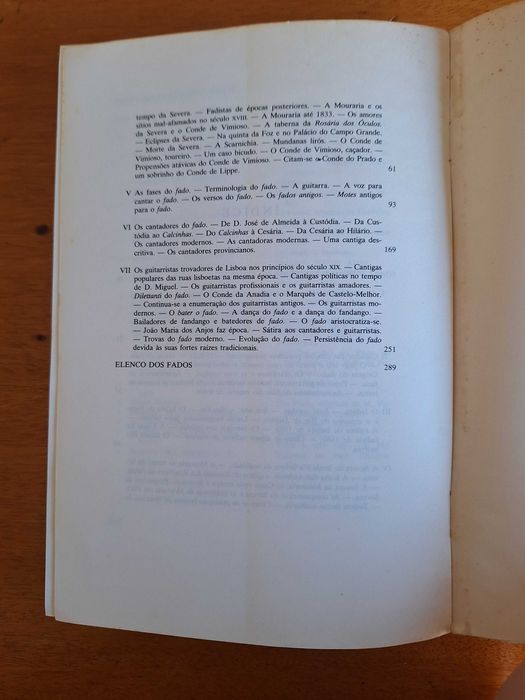 tempo da Severa. — Fadistas de épocas posteriores. — A Mouraria e os
sítios mal-afamados no século XVIII. — A Mouraria até 1833. — Os amores
da Severa e o Conde de Vimioso. — A taberna da Rosária dos Óculos.
— Eclipses da Severa. — Na quinta da Foz e no Palácio do Campo Grande.
— Morte da Severa. — A Scarnichia. — Mundanas lirós. — O Conde de
Vimioso, toureiro. — Um caso bicudo. — O Conde de Vimioso, caçador. —
Propensões atávicas do Conde de Vimioso. — Citam-se o Conde do Prado e
um sobrinho do Conde de Lippe. 61
V As fases do fado. — Terminologia do fado. — A guitarra. — A voz para
cantar o fado. — Os versos do fado. — Os fados antigos. — Motes antigos
para o fado. 93
VI Os cantadores do fado. — De D. José de Almeida à Custódia. — Da Cus-
tódia ao Calcinhas. — Do Calcinhas à Cesária. — Da Cesária ao Hilário. —
Os cantadores modernos. — As cantadoras modernas. — Uma cantiga des-
critiva. — Os cantadores provincianos. 169
VII Os guitarristas trovadores de Lisboa nos princípios do século XIX. — Cantigas
populares das ruas lisboetas na mesma época. — Cantigas políticas no tempo
de D. Miguel. — Os guitarristas profissionais e os guitarristas amadores. —
Dilettanti do fado. — O Conde da Anadia e o Marquês de Castelo-Melhor.
— Continua-se a enumeração dos guitarristas antigos. — Os guitarristas mo-
dernos. — O bater o fado. — A dança do fado e a dança do fandango. —
Bailadores de fandango e batedores de fado. — O fado aristocratiza-se.
— João Maria dos Anjos faz época. — Sátira aos cantadores e guitarristas.
— Trovas do fado moderno. — Evolução do fado. — Persistência do fado
devida às suas fortes raízes tradicionais. 251
ELENCO DOS FADOS 289